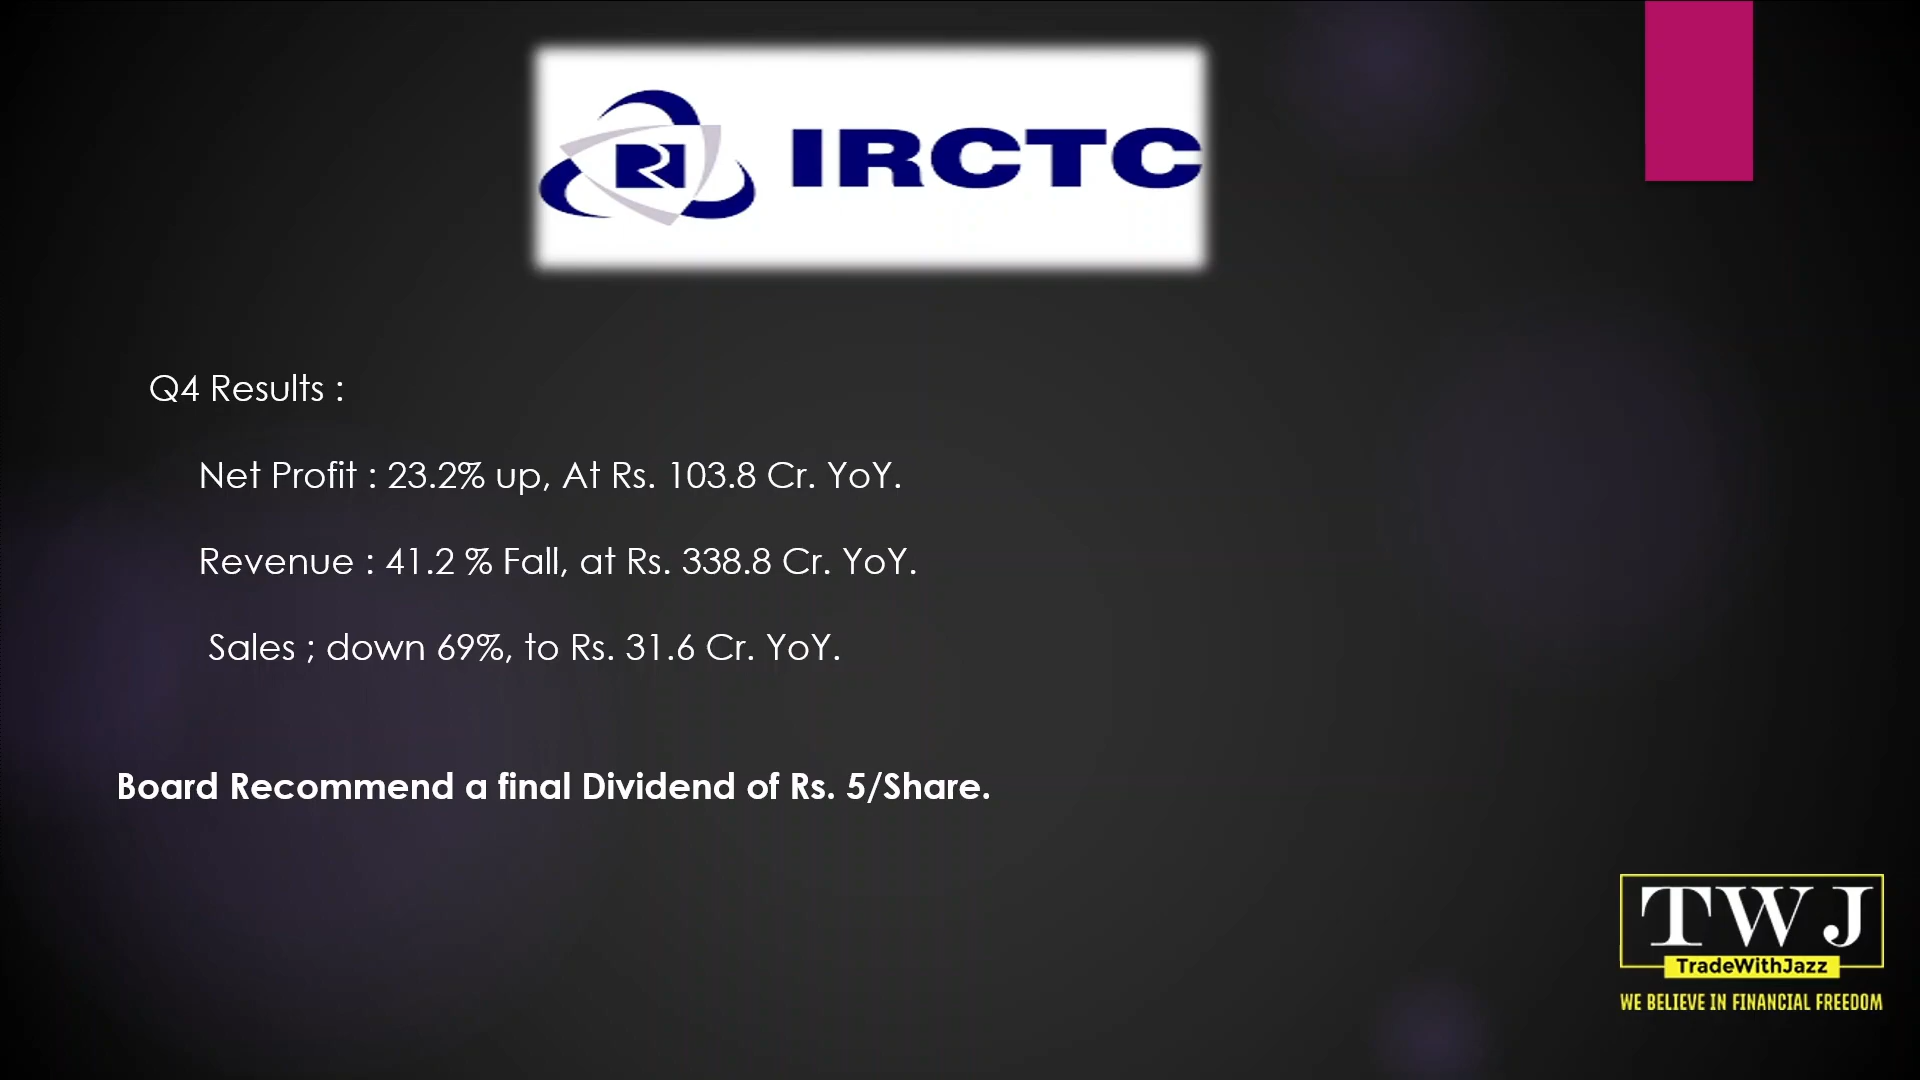 IRCTC
Q4 Results :
Net Profit : 23.2% up, At Rs. 103.8 Cr. YoY.
Revenue : 41.2 % Fall, at Rs. 338.8 Cr. YoY.
Sales ; down 69%, to Rs. 31.6 Cr. YoY.
Board Recommend a final Dividend of Rs. 5/Share.
TWJ
TradeWithJazz
WE BELIEVE IN FINANCIAL FREEDOM